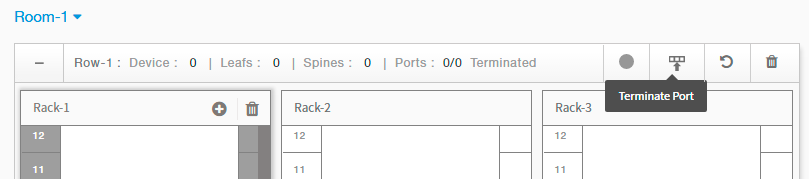 Room-1
Row-1 : Device : 0 | Leafs : 0 | Spines : 0 | Ports : 0/0 Terminated
Terminate Port
Rack-1 Rack-2 Rack-3
12 12 12
11 11 11